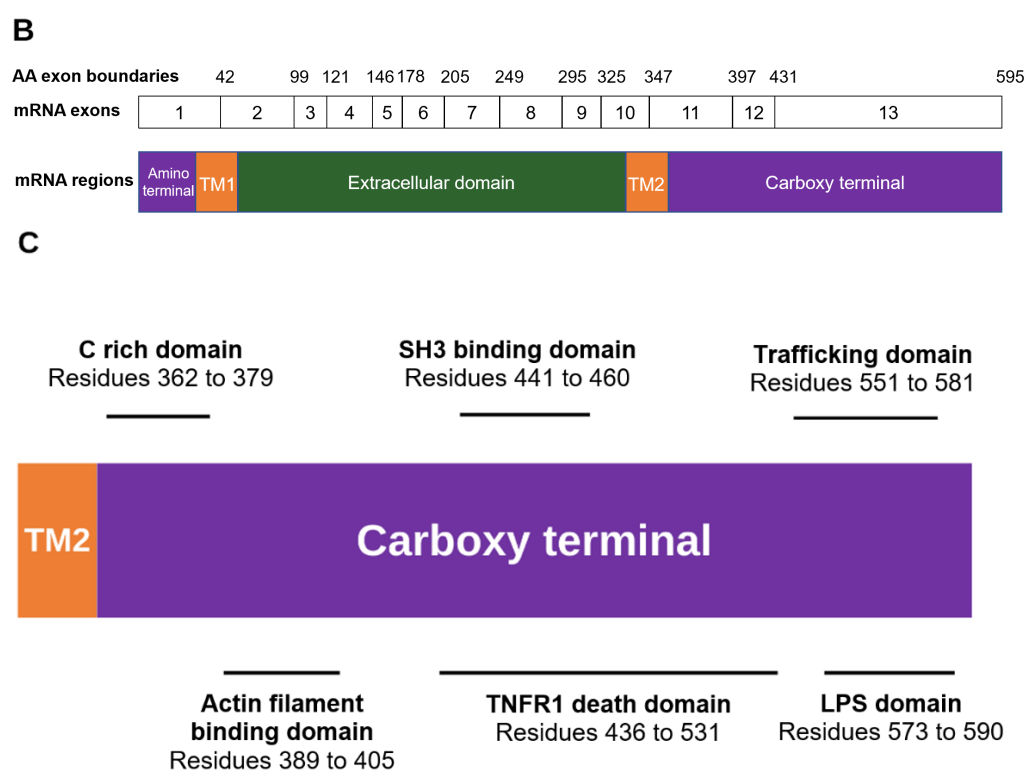 B
AA exon boundaries 42 99 121 146 178 205 249 295 325 347 397 431 595
mRNA exons 1 2 3 4 5 6 7 8 9 10 11 12 13
mRNA regions Amino terminal TM1 Extracellular domain TM2 Carboxy terminal
C
C rich domain
Residues 362 to 379
SH3 binding domain
Residues 441 to 460
Trafficking domain
Residues 551 to 581
TM2 Carboxy terminal
Actin filament
binding domain
Residues 389 to 405
TNFR1 death domain
Residues 436 to 531
LPS domain
Residues 573 to 590